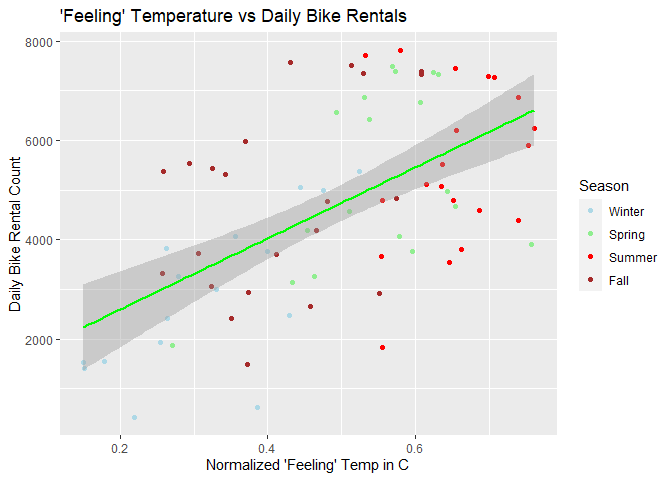 'Feeling' Temperature vs Daily Bike Rentals
8000
6000
4000
2000
Daily Bike Rental Count
0.2
0.4
0.6
Normalized 'Feeling' Temp in C
Season
Winter
Spring
Summer
Fall